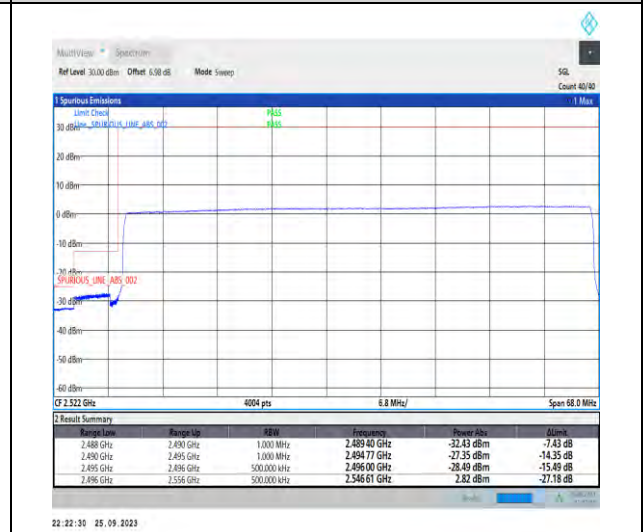 MultiView Spectrum
Ref Level 30.00 dBm Offset 6.98 dB Mode Sweep SGL
Count 40/40
1 Spurious Emissions 1 Max
Limit Check PASS
30 dBm Line_SPURIOUS_LINE_ABS_002 PASS
20 dBm
10 dBm
0 dBm
-10 dBm
-20 dBm
SPURIOUS_LINE_ABS_002
-30 dBm
-40 dBm
-50 dBm
-60 dBm
CF 2.522 GHz 4004 pts 6.8 MHz/ Span 68.0 MHz
2 Result Summary
Range Low Range Up RBW Frequency Power Abs ΔLimit
2.488 GHz 2.490 GHz 1.000 MHz 2.489 40 GHz -32.43 dBm -7.43 dB
2.490 GHz 2.495 GHz 1.000 MHz 2.494 77 GHz -27.35 dBm -14.35 dB
2.495 GHz 2.496 GHz 500.000 kHz 2.496 00 GHz -28.49 dBm -15.49 dB
2.496 GHz 2.556 GHz 500.000 kHz 2.546 61 GHz 2.82 dBm -27.18 dB
22:22:30 25.09.2023